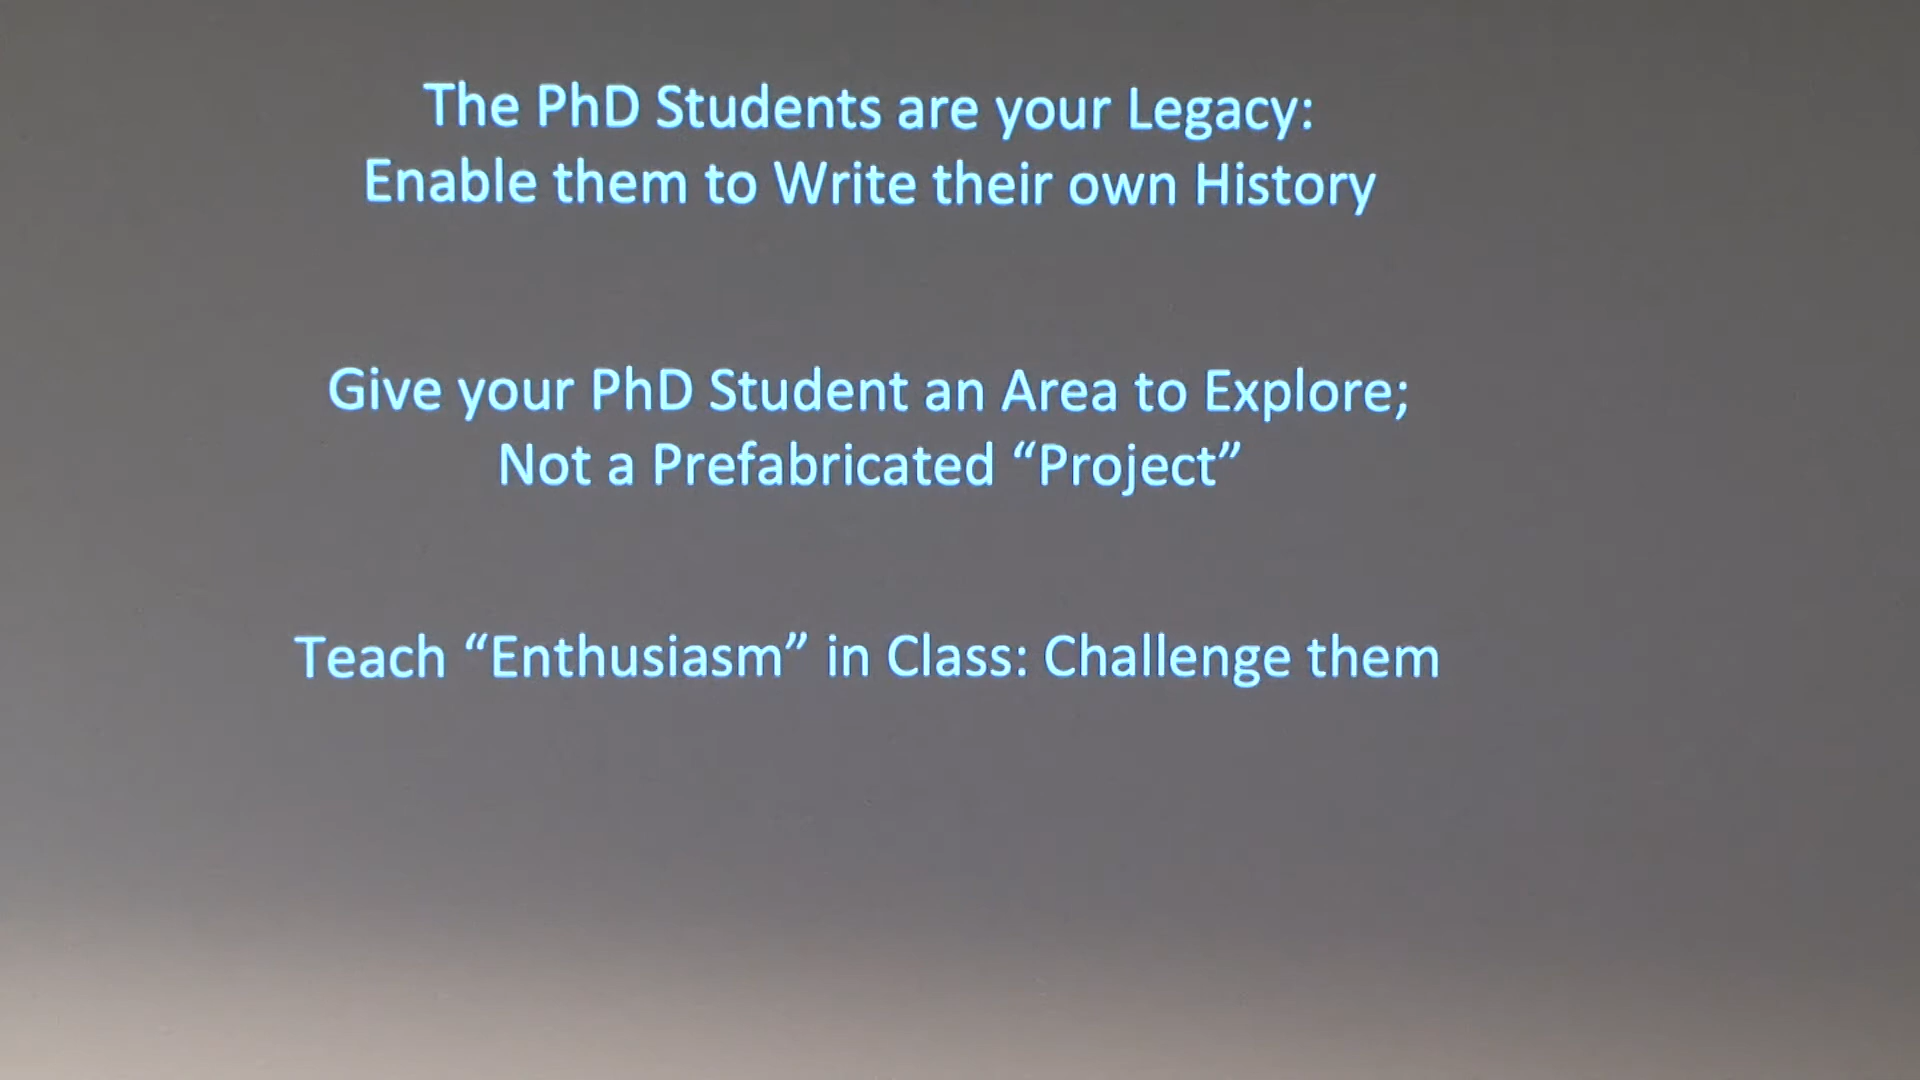 The PhD Students are your Legacy:
Enable them to Write their own History
Give your PhD Student an Area to Explore;
Not a Prefabricated “Project”
Teach “Enthusiasm” in Class: Challenge them